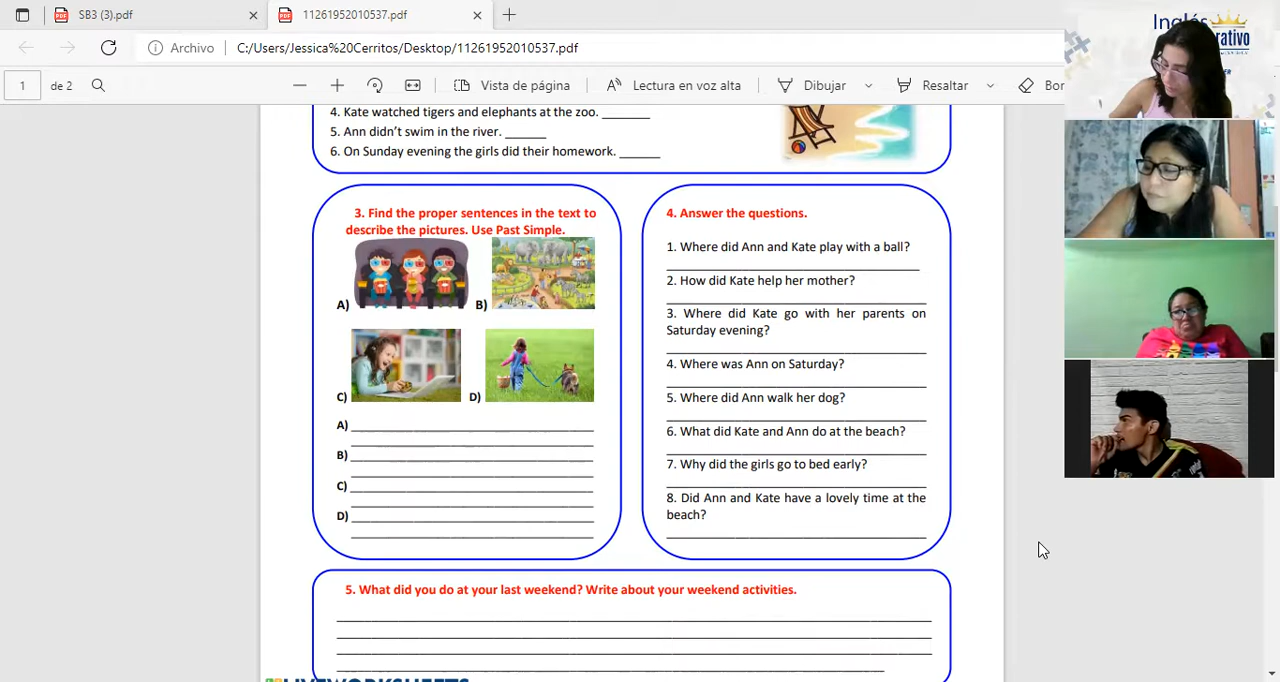 SB3 (3).pdf
11261952010537.pdf
Archivo
C:/Users/Jessica%20Cerritos/Desktop/11261952010537.pdf
1
de 2
Vista de página
Lectura en voz alta
Dibujar
Resaltar
Bor
Inglés
rativo
4. Kate watched tigers and elephants at the zoo. _______
5. Ann didn't swim in the river. ______
6. On Sunday evening the girls did their homework. ______
3. Find the proper sentences in the text to
describe the pictures. Use Past Simple.
A)
B)
C)
D)
A)
B)
C)
D)
4. Answer the questions.
1. Where did Ann and Kate play with a ball?
2. How did Kate help her mother?
3. Where did Kate go with her parents on
Saturday evening?
4. Where was Ann on Saturday?
5. Where did Ann walk her dog?
6. What did Kate and Ann do at the beach?
7. Why did the girls go to bed early?
8. Did Ann and Kate have a lovely time at the
beach?
5. What did you do at your last weekend? Write about your weekend activities.
LIVEWORKSHEETS